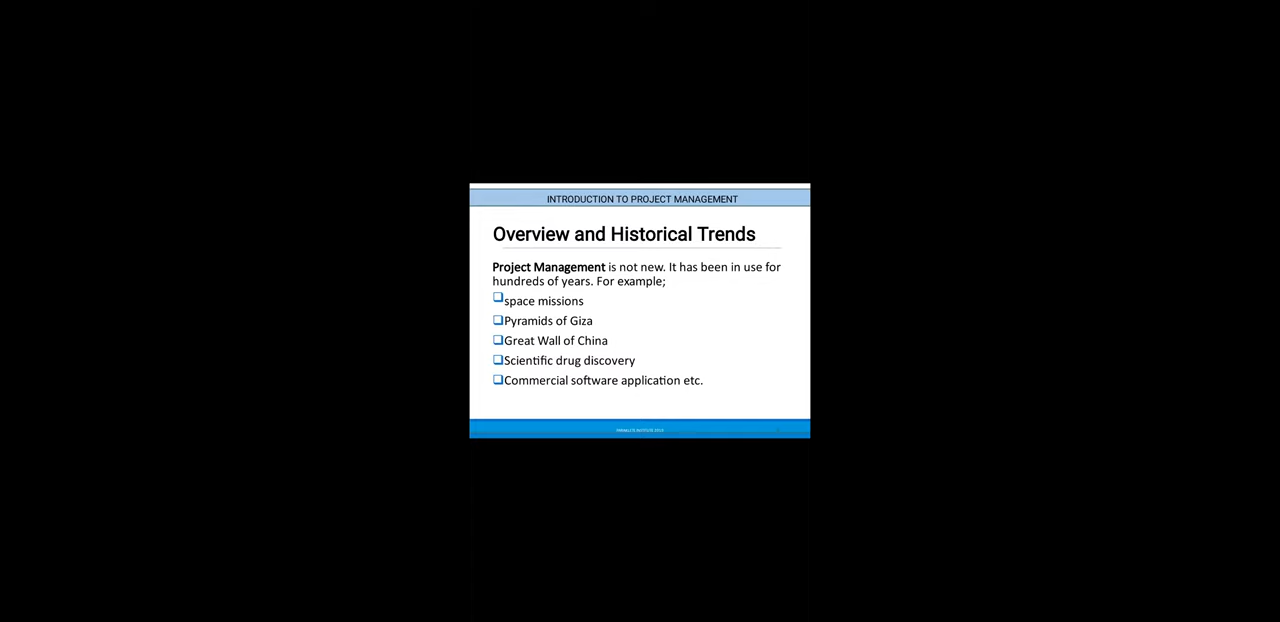 INTRODUCTION TO PROJECT MANAGEMENT
Overview and Historical Trends
Project Management is not new. It has been in use for
hundreds of years. For example;
space missions
Pyramids of Giza
Great Wall of China
Scientific drug discovery
Commercial software application etc.
INSTITUTE